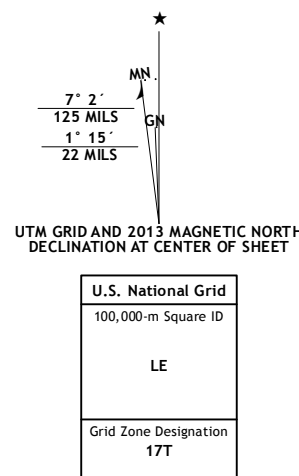 ★
MN
7° 2´
125 MILS
GN
1° 15´
22 MILS
UTM GRID AND 2013 MAGNETIC NORTH
DECLINATION AT CENTER OF SHEET
U.S. National Grid
100,000-m Square ID
LE
Grid Zone Designation
17T